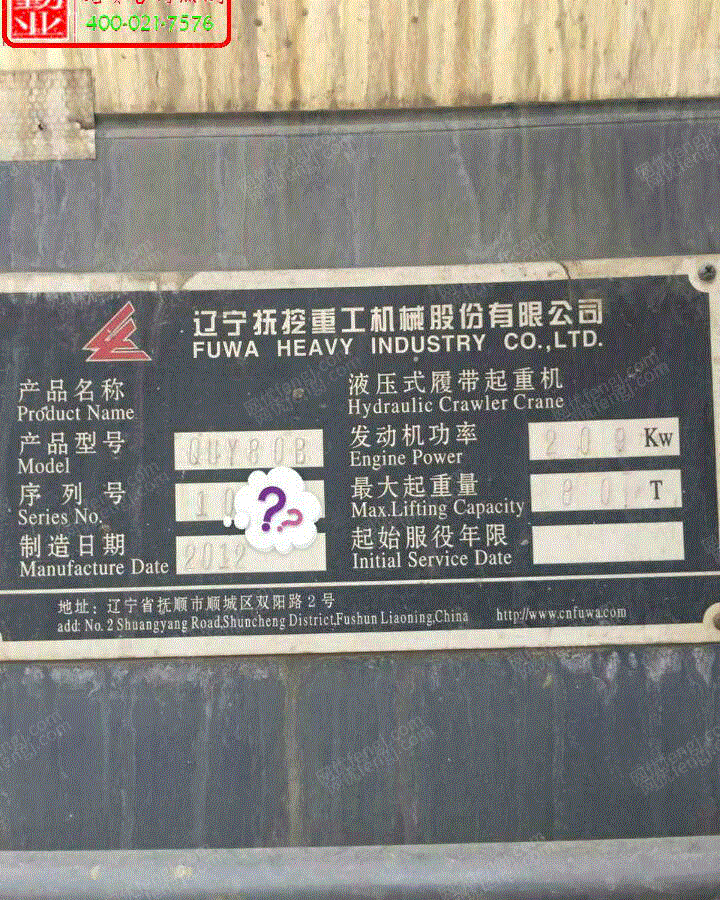 400-021-7576
辽宁抚挖重工机械股份有限公司
FUWA HEAVY INDUSTRY CO.,LTD.
产品名称 液压式履带起重机
Product Name Hydraulic Crawler Crane
产品型号 QUY80B 发动机功率 200 Kw
Model Engine Power
序列号 10 最大起重量 80 T
Series No. Max.Lifting Capacity
制造日期 2012 起始服役年限
Manufacture Date Initial Service Date
地址：辽宁省抚顺市顺城区双阳路2号
add: No.2 Shuangyang Road,Shuncheng District,Fushun Liaoning,China http://www.cnfuwa.com